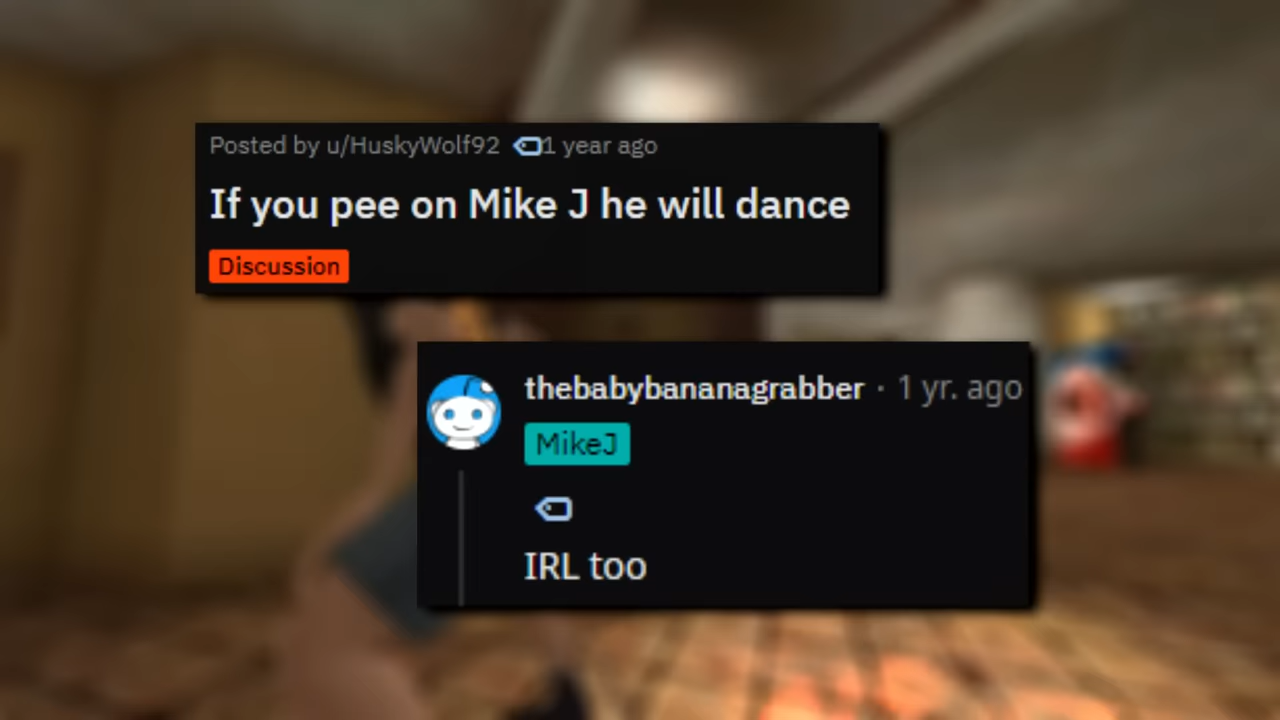 Posted by u/HuskyWolf92 1 year ago
If you pee on Mike J he will dance
Discussion
thebabybananagrabber · 1 yr. ago
MikeJ
IRL too